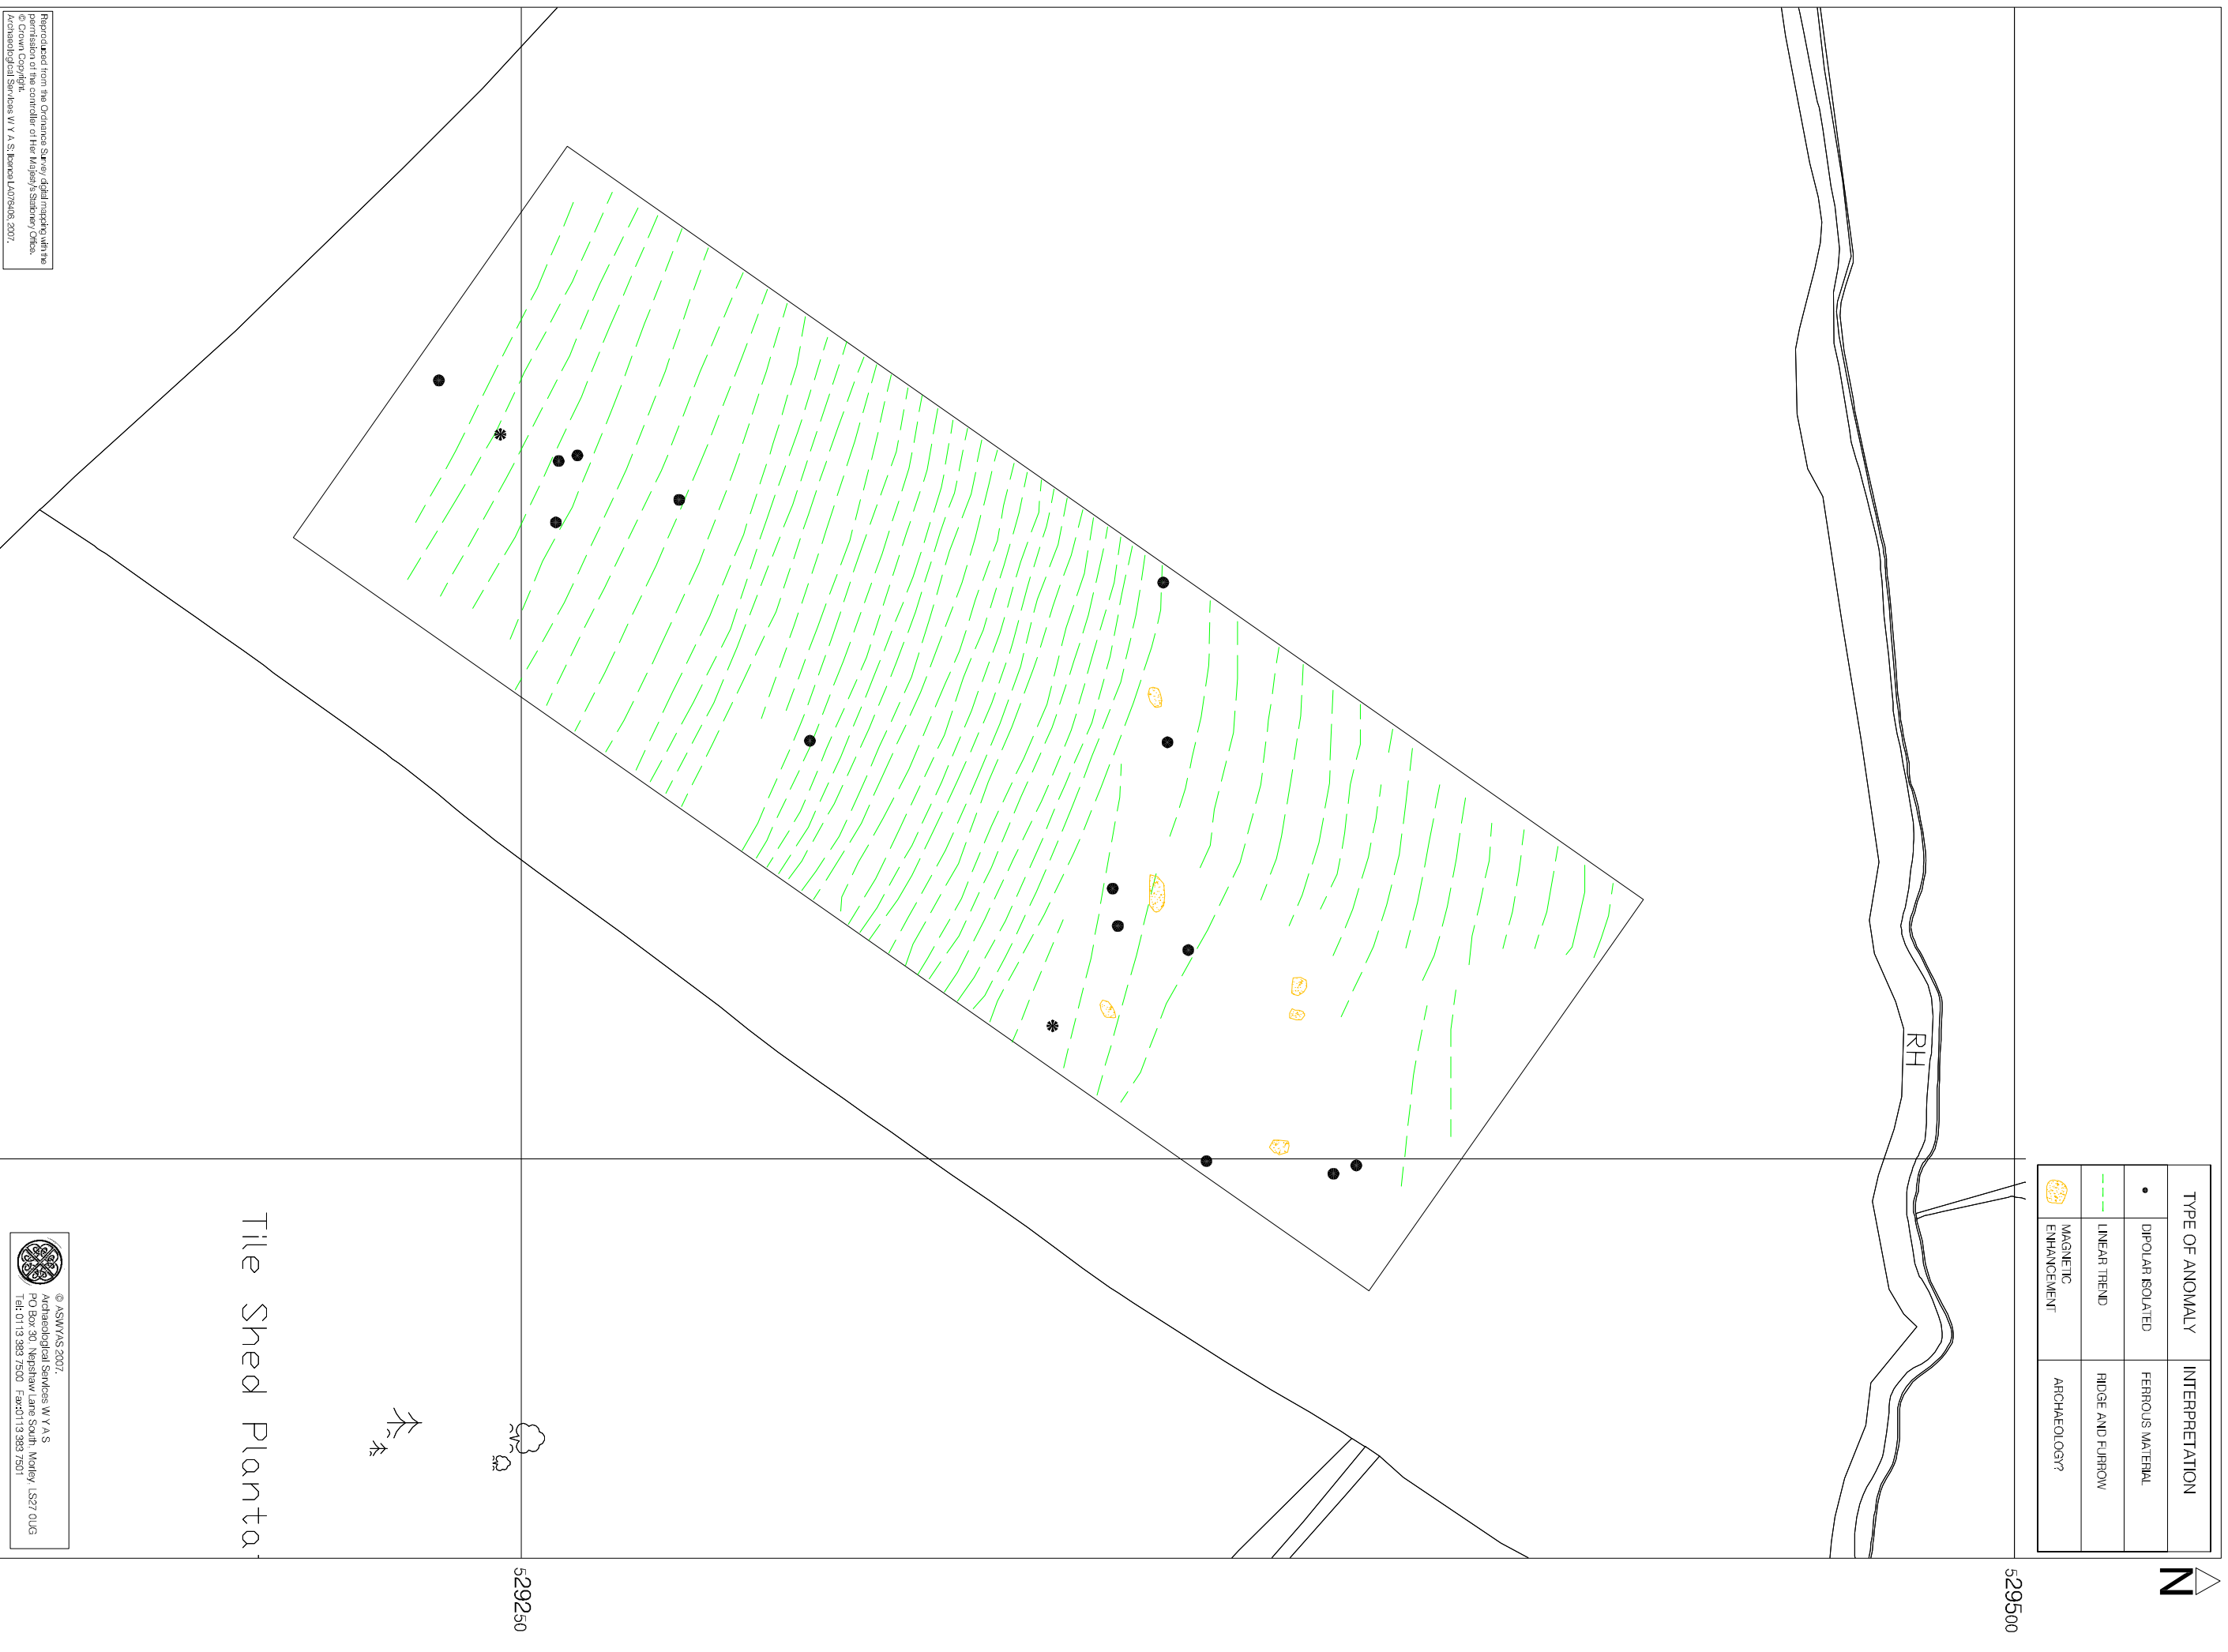 Reproduced from the Ordnance Survey digital mapping with the
permission of the controller of Her Majesty's Stationery Office.
© Crown Copyright.
Archaeological Services W Y A S: licence LA076406, 2007.
RH
TYPE OF ANOMALY INTERPRETATION
DIPOLAR ISOLATED FERROUS MATERIAL
LINEAR TREND RIDGE AND FURROW
MAGNETIC
ENHANCEMENT ARCHAEOLOGY?
N
529500
529250
Tile Shed Planta
© ASWYAS 2007.
Archaeological Services W Y A S
PO Box 30, Nepshaw Lane South, Morley, LS27 0UG
Tel: 0113 383 7500 Fax: 0113 383 7501